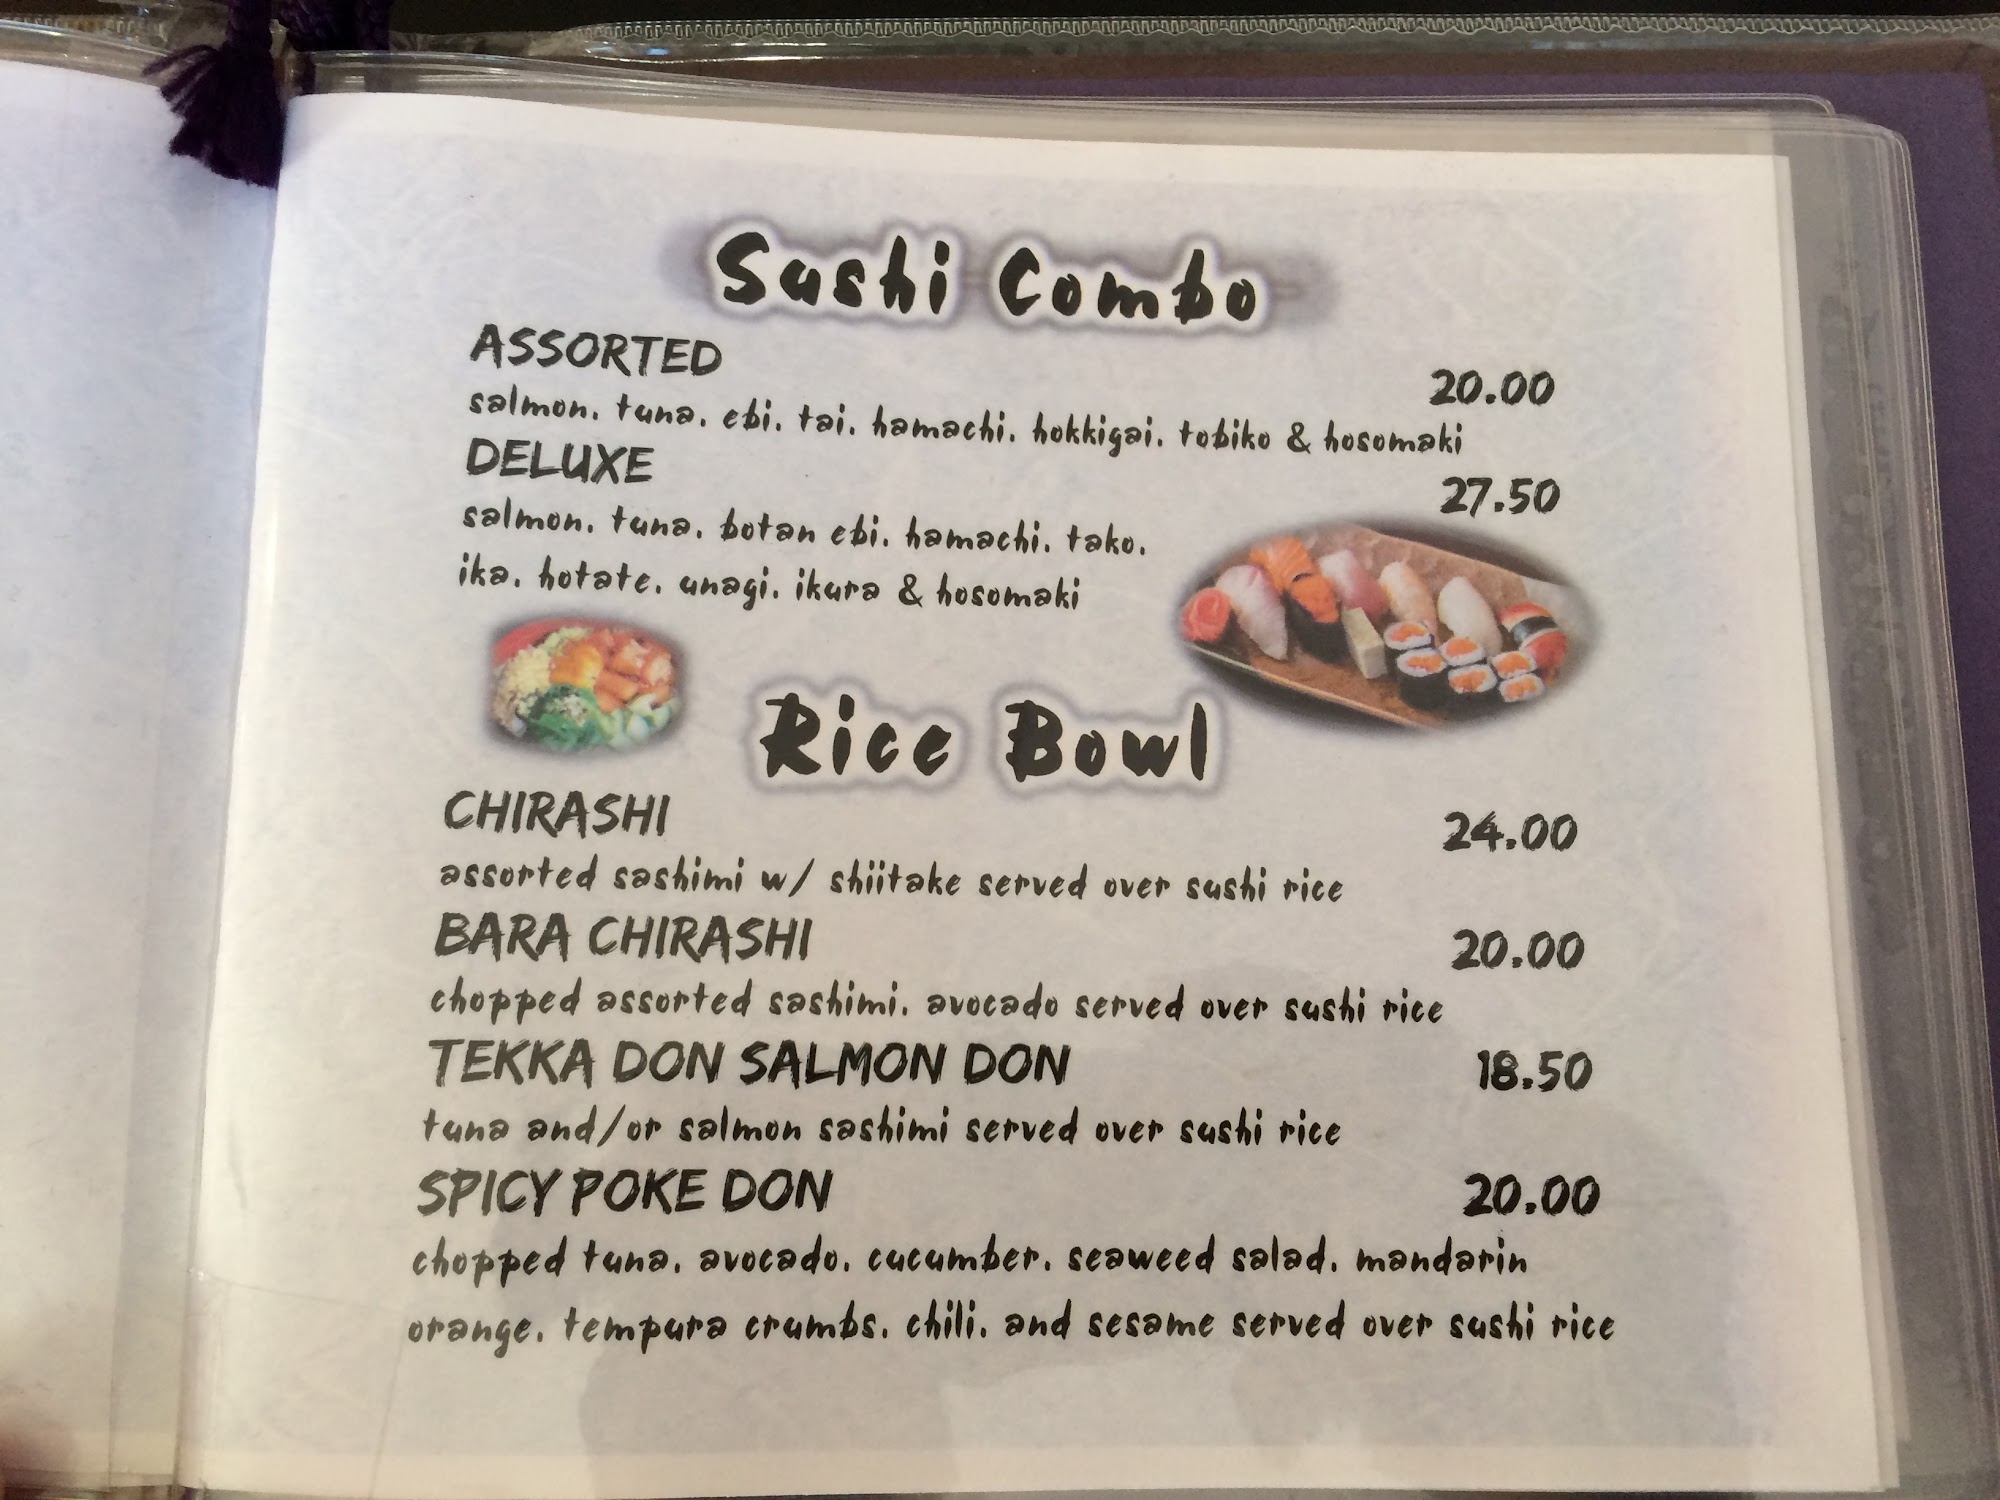 Sushi Combo
ASSORTED
20.00
salmon. tuna. ebi. tai. hamachi. hokkigai. tobiko & hosomaki
DELUXE
27.50
salmon. tuna. botan ebi. hamachi. tako.
ika. hotate. unagi. ikura & hosomaki
Rice Bowl
CHIRASHI
24.00
assorted sashimi w/ shiitake served over sushi rice
BARA CHIRASHI
20.00
chopped assorted sashimi. avocado served over sushi rice
TEKKA DON SALMON DON
18.50
tuna and/or salmon sashimi served over sushi rice
SPICY POKE DON
20.00
chopped tuna. avocado. cucumber. seaweed salad. mandarin
orange. tempura crumbs. chili. and sesame served over sushi rice